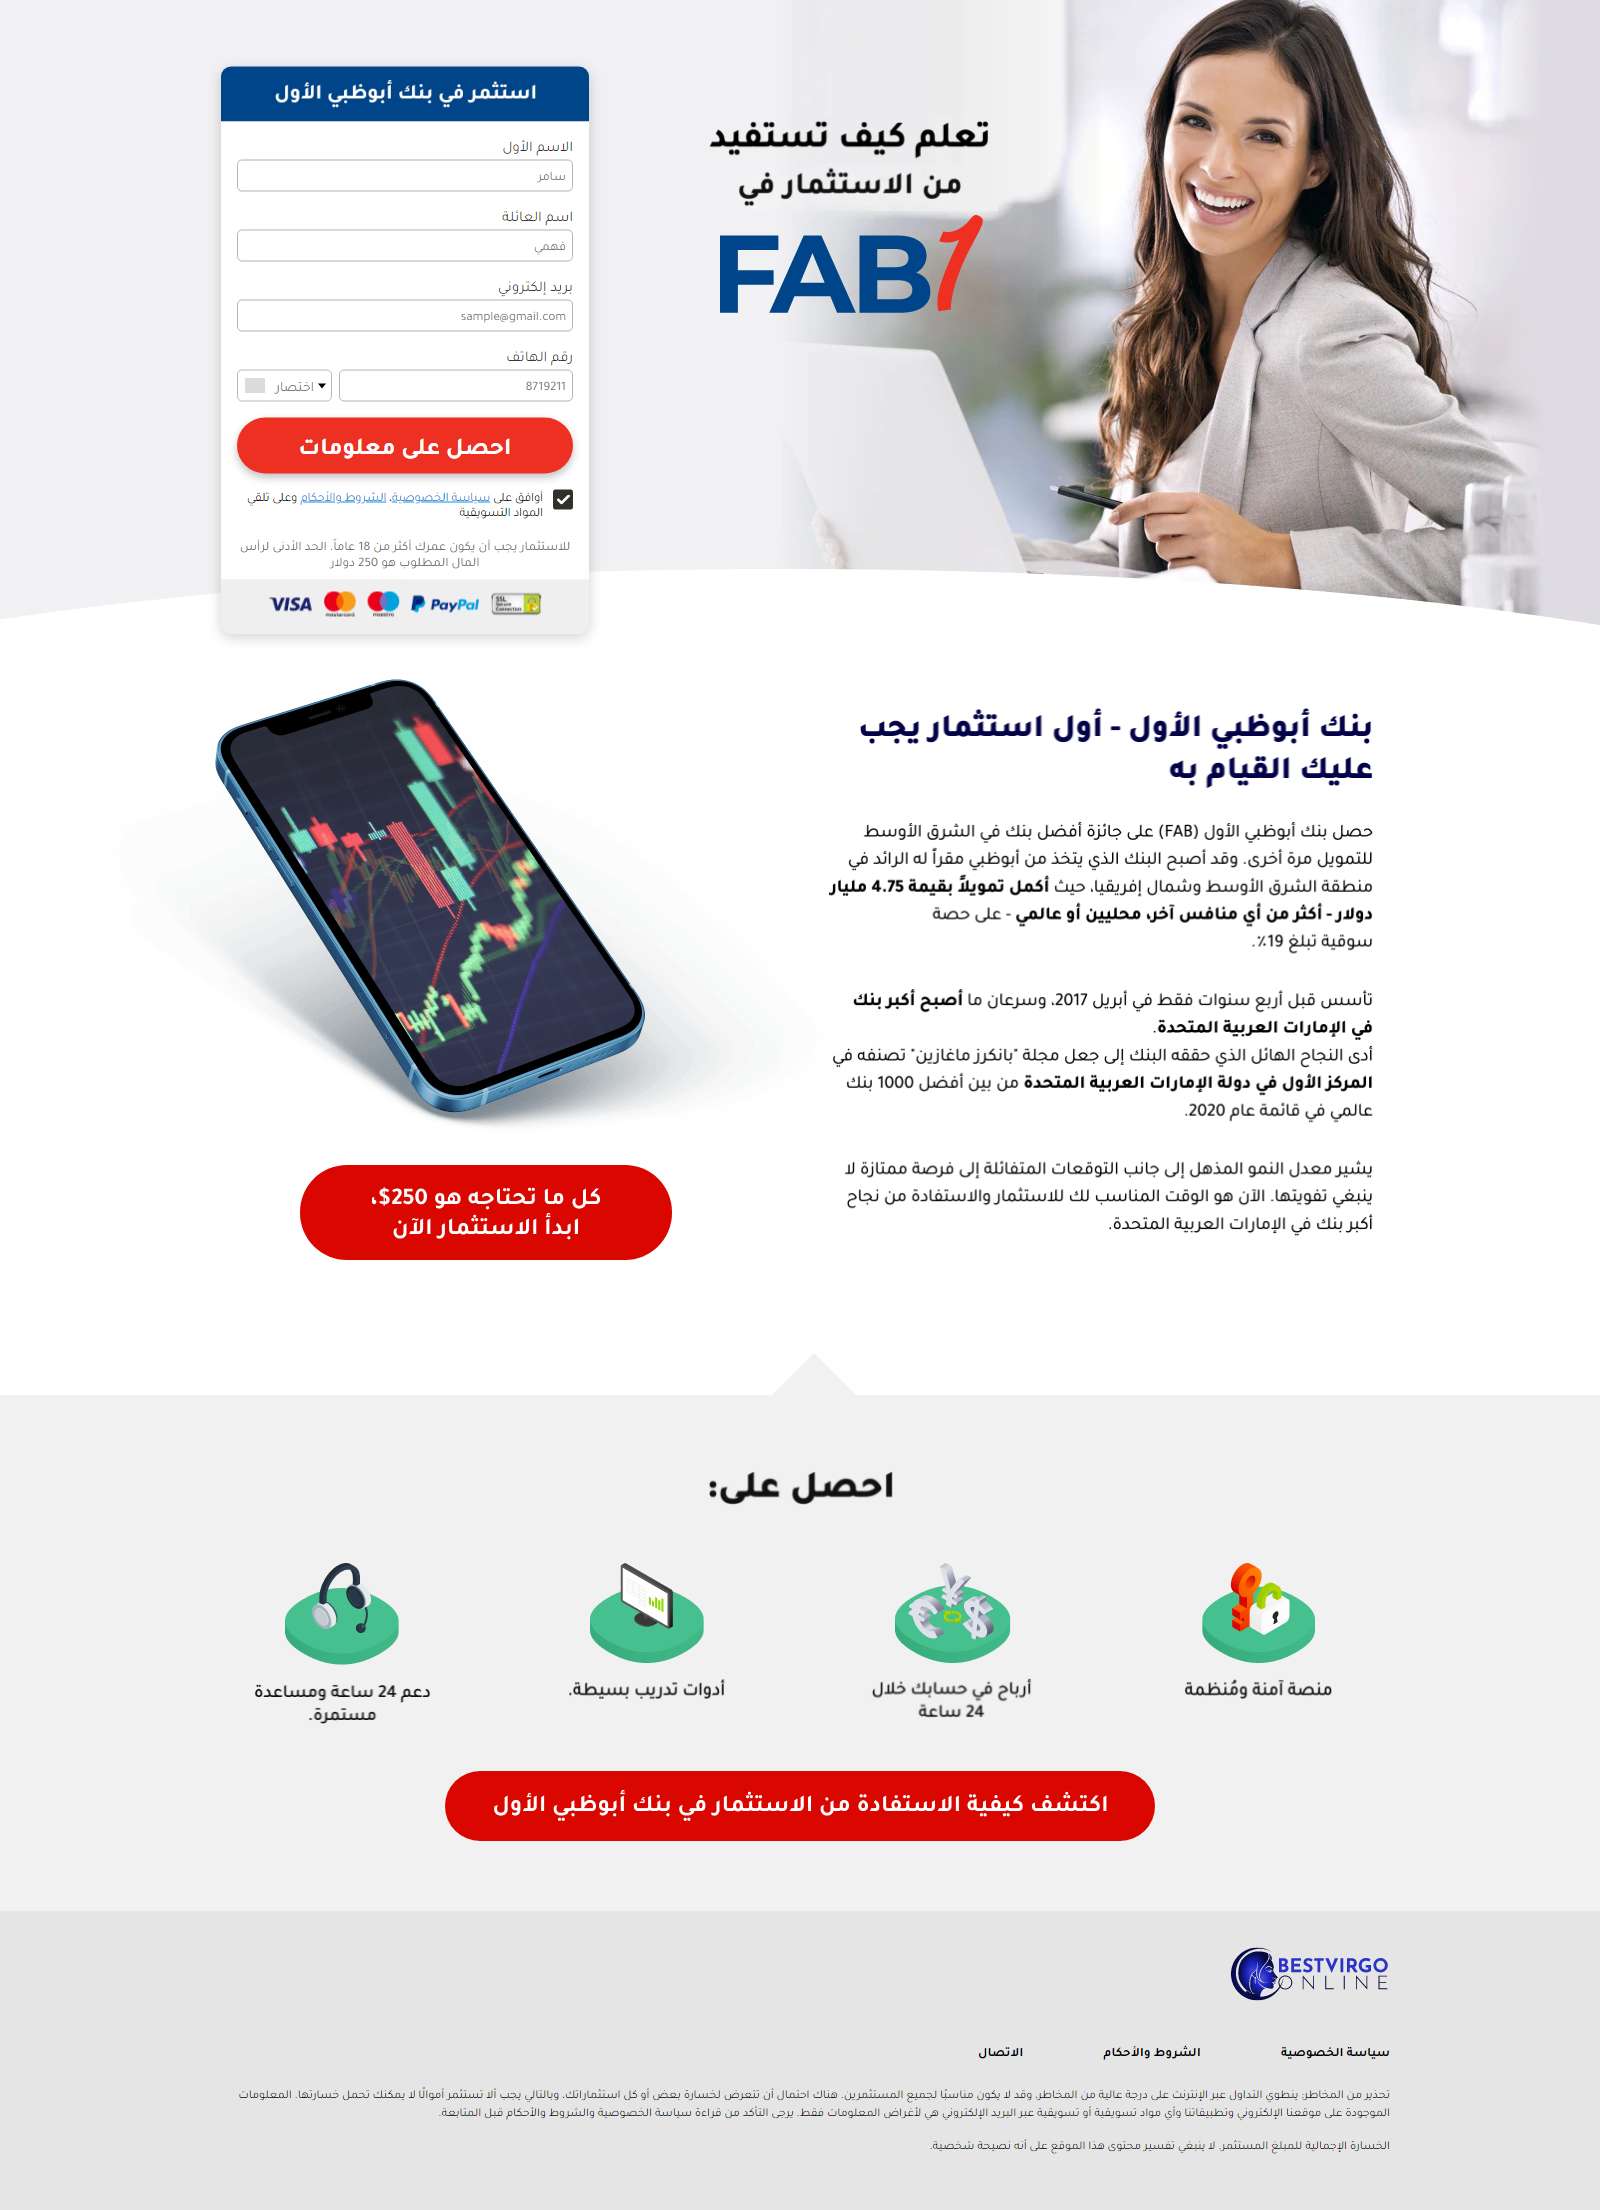 استثمر في بنك أبوظبي الأول
الاسم الأول
سامر
اسم العائلة
فهمي
بريد إلكتروني
sample@gmail.com
رقم الهاتف
8719211
اختصار
احصل على معلومات
أوافق على سياسة الخصوصية، الشروط والأحكام وعلى تلقي
المواد التسويقية
للاستثمار يجب أن يكون عمرك أكثر من 18 عاماً. الحد الأدنى لرأس
المال المطلوب هو 250 دولار
VISA mastercard maestro PayPal SSL Secure Connection
تعلم كيف تستفيد
من الاستثمار في
FAB1
بنك أبوظبي الأول - أول استثمار يجب
عليك القيام به
حصل بنك أبوظبي الأول (FAB) على جائزة أفضل بنك في الشرق الأوسط
للتمويل مرة أخرى. وقد أصبح البنك الذي يتخذ من أبوظبي مقراً له الرائد في
منطقة الشرق الأوسط وشمال إفريقيا، حيث أكمل تمويلاً بقيمة 4.75 مليار
دولار - أكثر من أي منافس آخر، محليين أو عالمي - على حصة
سوقية تبلغ 19٪.
تأسس قبل أربع سنوات فقط في أبريل 2017، وسرعان ما أصبح أكبر بنك
في الإمارات العربية المتحدة.
أدى النجاح الهائل الذي حققه البنك إلى جعل مجلة "بانكرز ماغازين" تصنفه في
المركز الأول في دولة الإمارات العربية المتحدة من بين أفضل 1000 بنك
عالمي في قائمة عام 2020.
يشير معدل النمو المذهل إلى جانب التوقعات المتفائلة إلى فرصة ممتازة لا
ينبغي تفويتها. الآن هو الوقت المناسب لك للاستثمار والاستفادة من نجاح
أكبر بنك في الإمارات العربية المتحدة.
كل ما تحتاجه هو 250$،
ابدأ الاستثمار الآن
احصل على:
منصة آمنة ومُنظمة
أرباح في حسابك خلال
24 ساعة
أدوات تدريب بسيطة.
دعم 24 ساعة ومساعدة
مستمرة.
اكتشف كيفية الاستفادة من الاستثمار في بنك أبوظبي الأول
BESTVIRGO
ONLINE
سياسة الخصوصية
الشروط والأحكام
الاتصال
تحذير من المخاطر: ينطوي التداول عبر الإنترنت على درجة عالية من المخاطر، وقد لا يكون مناسبًا لجميع المستثمرين. هناك احتمال أن تتعرض لخسارة بعض أو كل استثماراتك، وبالتالي يجب ألا تستثمر أموالًا لا يمكنك تحمل خسارتها. المعلومات
الموجودة على موقعنا الإلكتروني وتطبيقاتنا وأي مواد تسويقية أو تسويقية عبر البريد الإلكتروني هي لأغراض المعلومات فقط. يرجى التأكد من قراءة سياسة الخصوصية والشروط والأحكام قبل المتابعة.
الخسارة الإجمالية للمبلغ المستثمر. لا ينبغي تفسير محتوى هذا الموقع على أنه نصيحة شخصية.